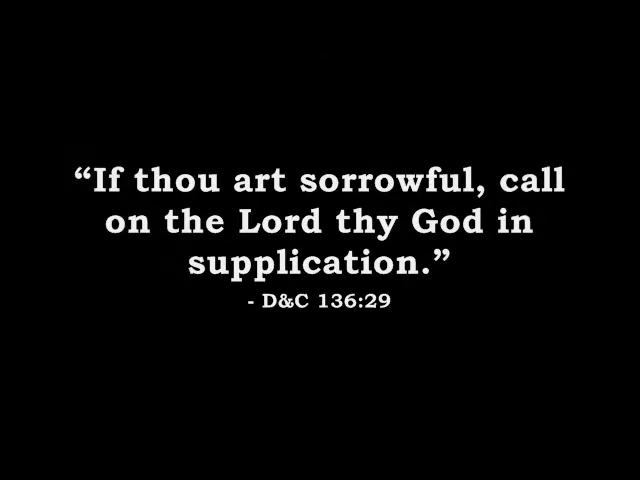 “If thou art sorrowful, call
on the Lord thy God in
supplication.”
- D&C 136:29